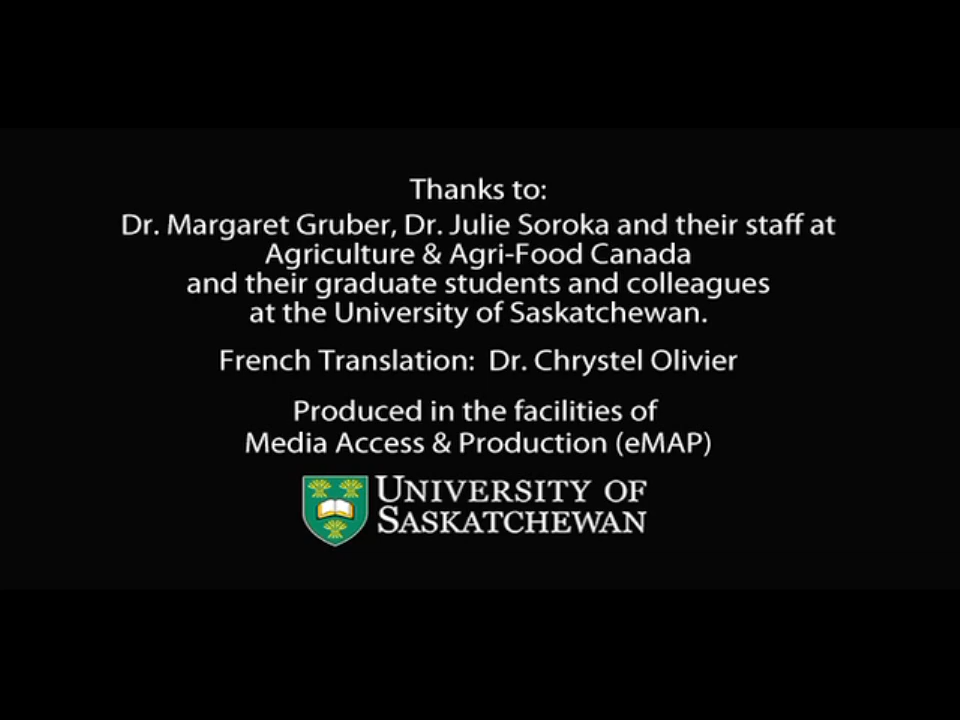 Thanks to:
Dr. Margaret Gruber, Dr. Julie Soroka and their staff at
Agriculture & Agri-Food Canada
and their graduate students and colleagues
at the University of Saskatchewan.
French Translation:  Dr. Chrystel Olivier
Produced in the facilities of
Media Access & Production (eMAP)
UNIVERSITY OF
SASKATCHEWAN